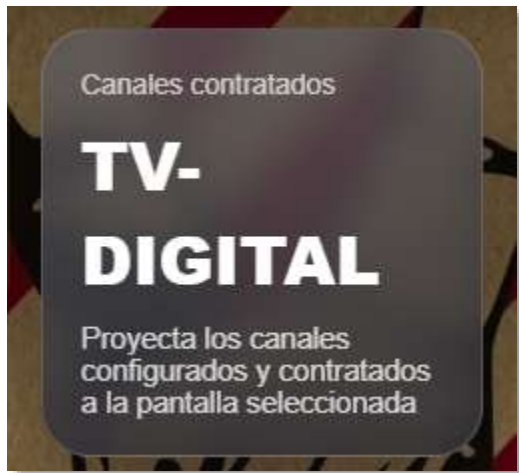 Canales contratados
TV-
DIGITAL
Proyecta los canales
configurados y contratados
a la pantalla seleccionada